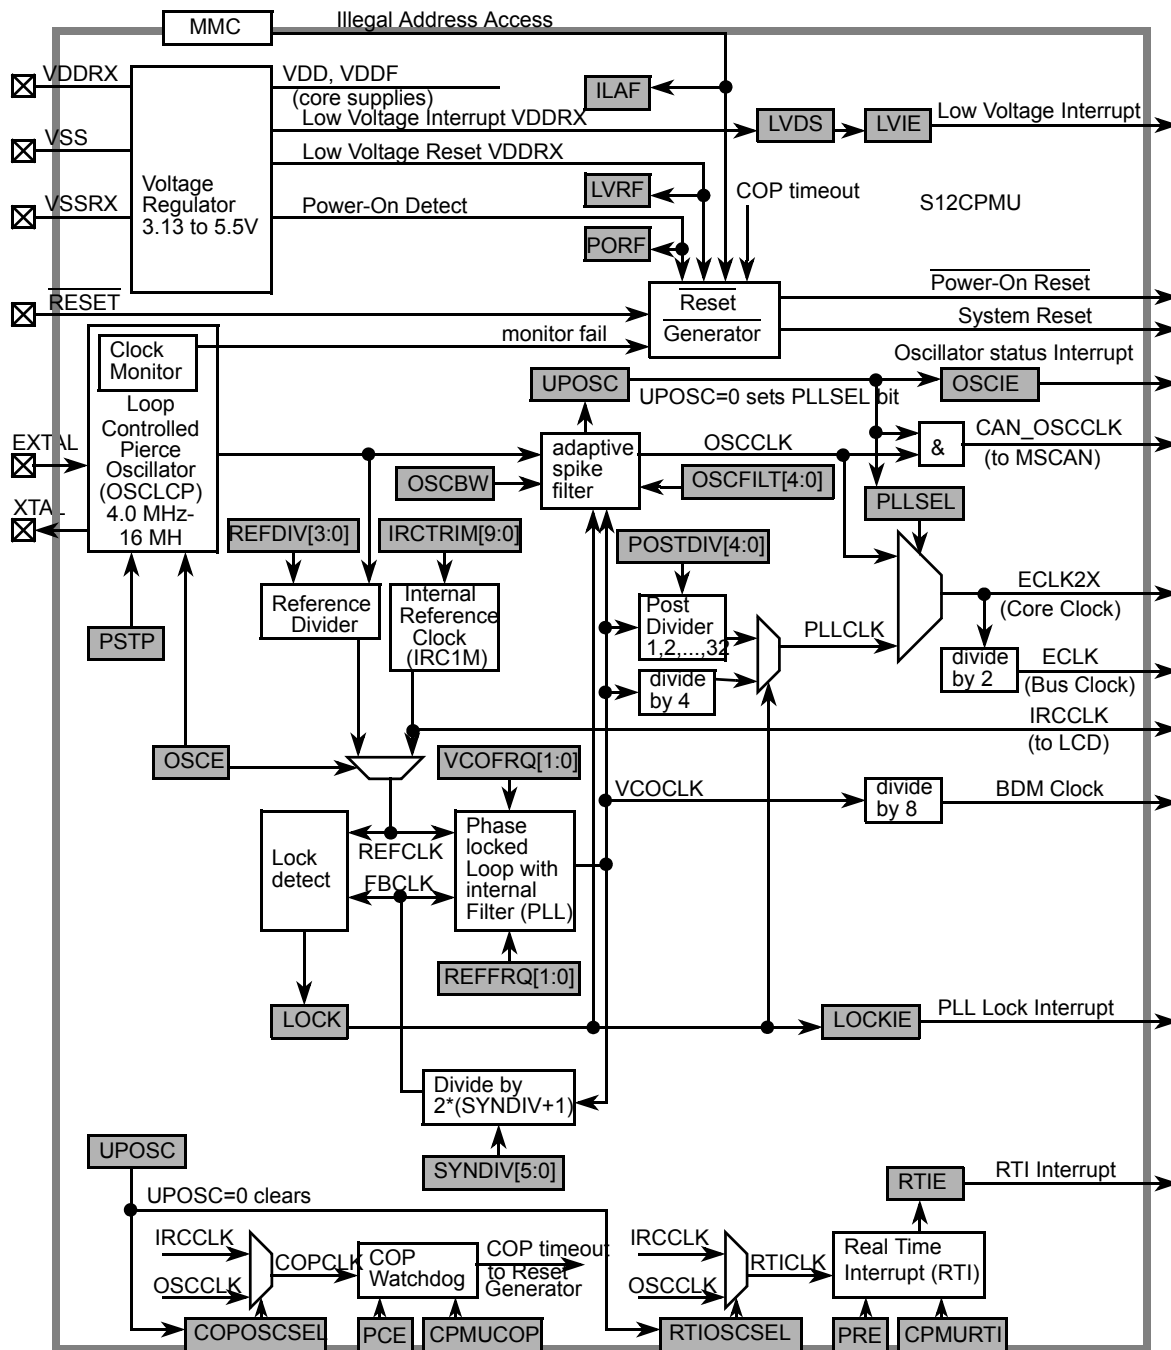 MMC
Illegal Address Access
VDDRX
VDD, VDDF
(core supplies)
ILAF
Low Voltage Interrupt VDDRX
LVDS
LVIE
Low Voltage Interrupt
VSS
Low Voltage Reset VDDRX
Voltage
Regulator
3.13 to 5.5V
LVRF
COP timeout
S12CPMU
VSSRX
Power-On Detect
PORF
RESET
Reset
Generator
Power-On Reset
System Reset
monitor fail
Clock
Monitor
Oscillator status Interrupt
UPOSC
OSCIE
UPOSC=0 sets PLLSEL bit
Loop
Controlled
Pierce
Oscillator
(OSCLCP)
4.0 MHz-
16 MH
EXTAL
XTAL
adaptive
spike
filter
OSCCLK
&
CAN_OSCCLK
(to MSCAN)
OSCBW
OSCFILT[4:0]
PLLSEL
REFDIV[3:0]
IRCTRIM[9:0]
POSTDIV[4:0]
Reference
Divider
Internal
Reference
Clock
(IRC1M)
Post
Divider
1,2,...,32
PLLCLK
ECLK2X
(Core Clock)
PSTP
divide
by 4
divide
by 2
ECLK
(Bus Clock)
IRCCLK
(to LCD)
OSCE
VCOFRQ[1:0]
VCOCLK
divide
by 8
BDM Clock
Lock
detect
REFCLK
FBCLK
Phase
locked
Loop with
internal
Filter (PLL)
REFFRQ[1:0]
LOCK
LOCKIE
PLL Lock Interrupt
Divide by
2*(SYNDIV+1)
UPOSC
SYNDIV[5:0]
UPOSC=0 clears
RTIE
RTI Interrupt
IRCCLK
OSCCLK
COPCLK
COP
Watchdog
COP timeout
to Reset
Generator
IRCCLK
OSCCLK
RTICLK
Real Time
Interrupt (RTI)
COPOSCSEL
PCE
CPMUCOP
RTIOSCSEL
PRE
CPMURTI